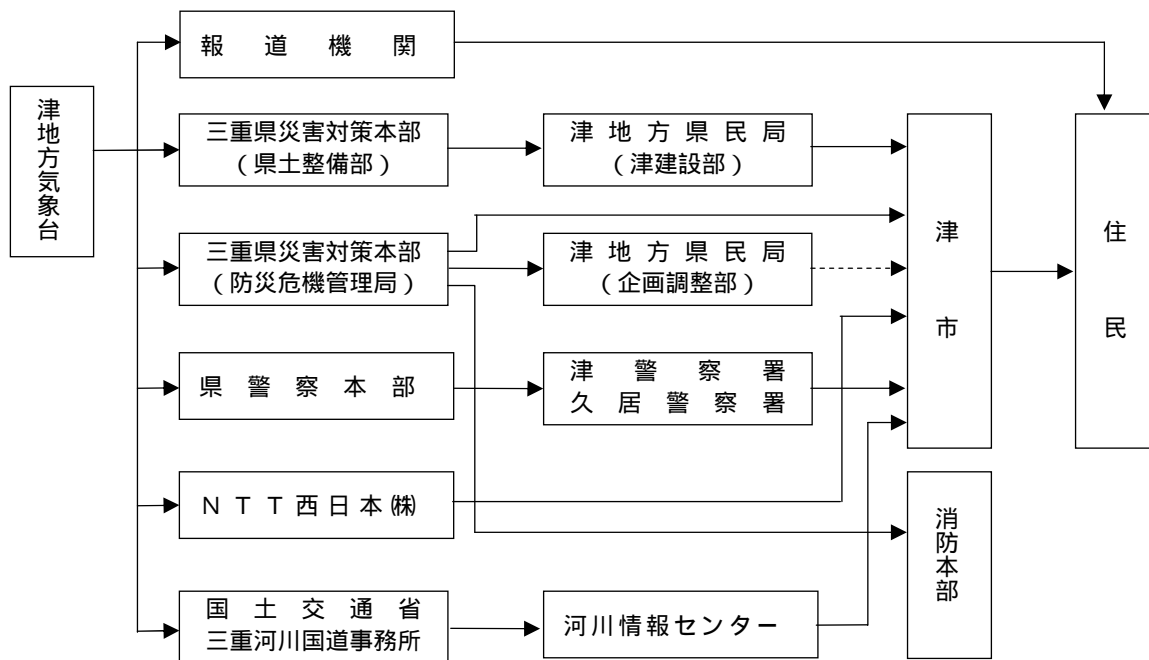 報道機関
津地方気象台
三重県災害対策本部
(県土整備部)
津地方県民局
(津建設部)
三重県災害対策本部
(防災危機管理局)
津地方県民局
(企画調整部)
津市
住民
県警察本部
津警察署
久居警察署
NTT西日本㈱
消防本部
国土交通省
三重河川国道事務所
河川情報センター